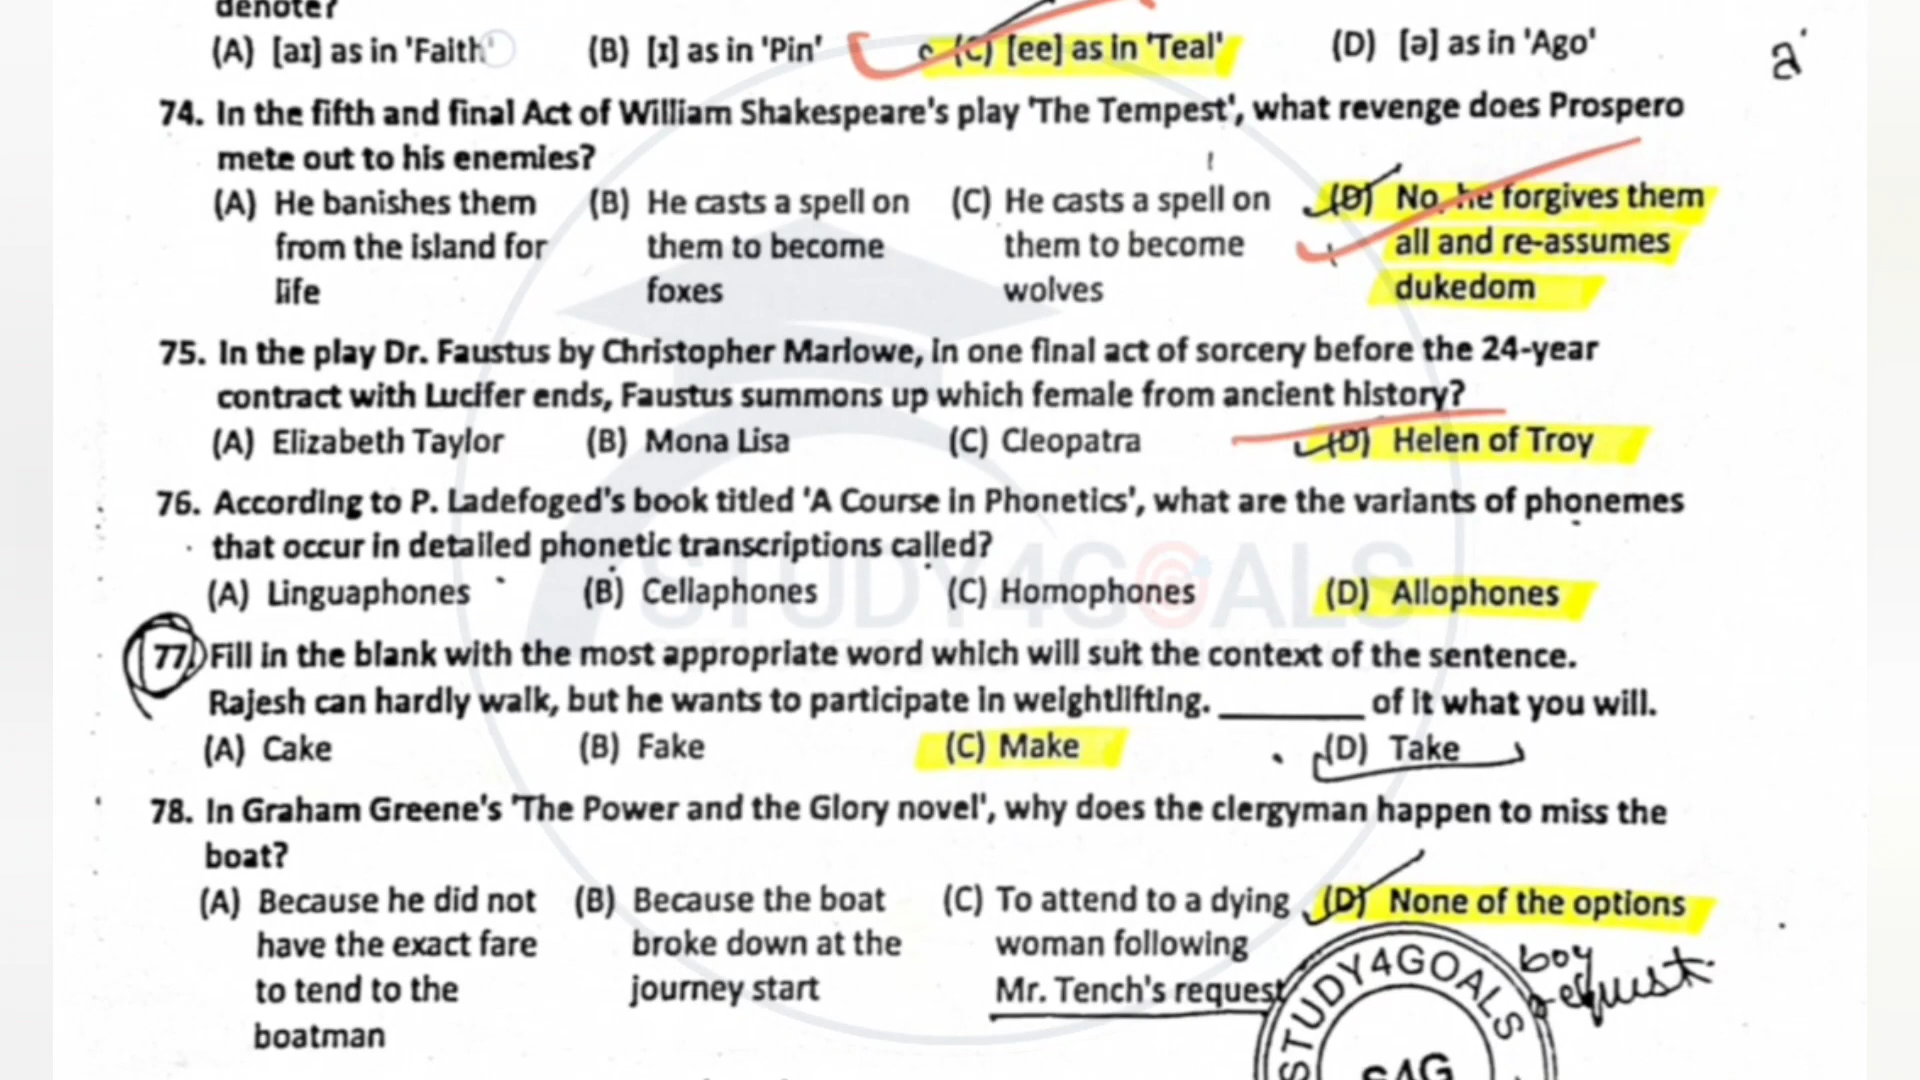 denote?
(A) [aɪ] as in 'Faith' (B) [ɪ] as in 'Pin' (C) [ee] as in 'Teal' (D) [ə] as in 'Ago'
74. In the fifth and final Act of William Shakespeare's play 'The Tempest', what revenge does Prospero
mete out to his enemies?
(A) He banishes them (B) He casts a spell on (C) He casts a spell on (D) No, he forgives them
from the island for them to become them to become all and re-assumes
life foxes wolves dukedom
75. In the play Dr. Faustus by Christopher Marlowe, in one final act of sorcery before the 24-year
contract with Lucifer ends, Faustus summons up which female from ancient history?
(A) Elizabeth Taylor (B) Mona Lisa (C) Cleopatra (D) Helen of Troy
76. According to P. Ladefoged's book titled 'A Course in Phonetics', what are the variants of phonemes
that occur in detailed phonetic transcriptions called?
STUDY4GOALS
(A) Linguaphones (B) Cellaphones (C) Homophones (D) Allophones
77. Fill in the blank with the most appropriate word which will suit the context of the sentence.
Rajesh can hardly walk, but he wants to participate in weightlifting. ________ of it what you will.
(A) Cake (B) Fake (C) Make (D) Take
78. In Graham Greene's 'The Power and the Glory novel', why does the clergyman happen to miss the
boat?
(A) Because he did not (B) Because the boat (C) To attend to a dying (D) None of the options
have the exact fare broke down at the woman following
to tend to the journey start Mr. Tench's request
boatman
boy
request
STUDY4GOALS
S4G